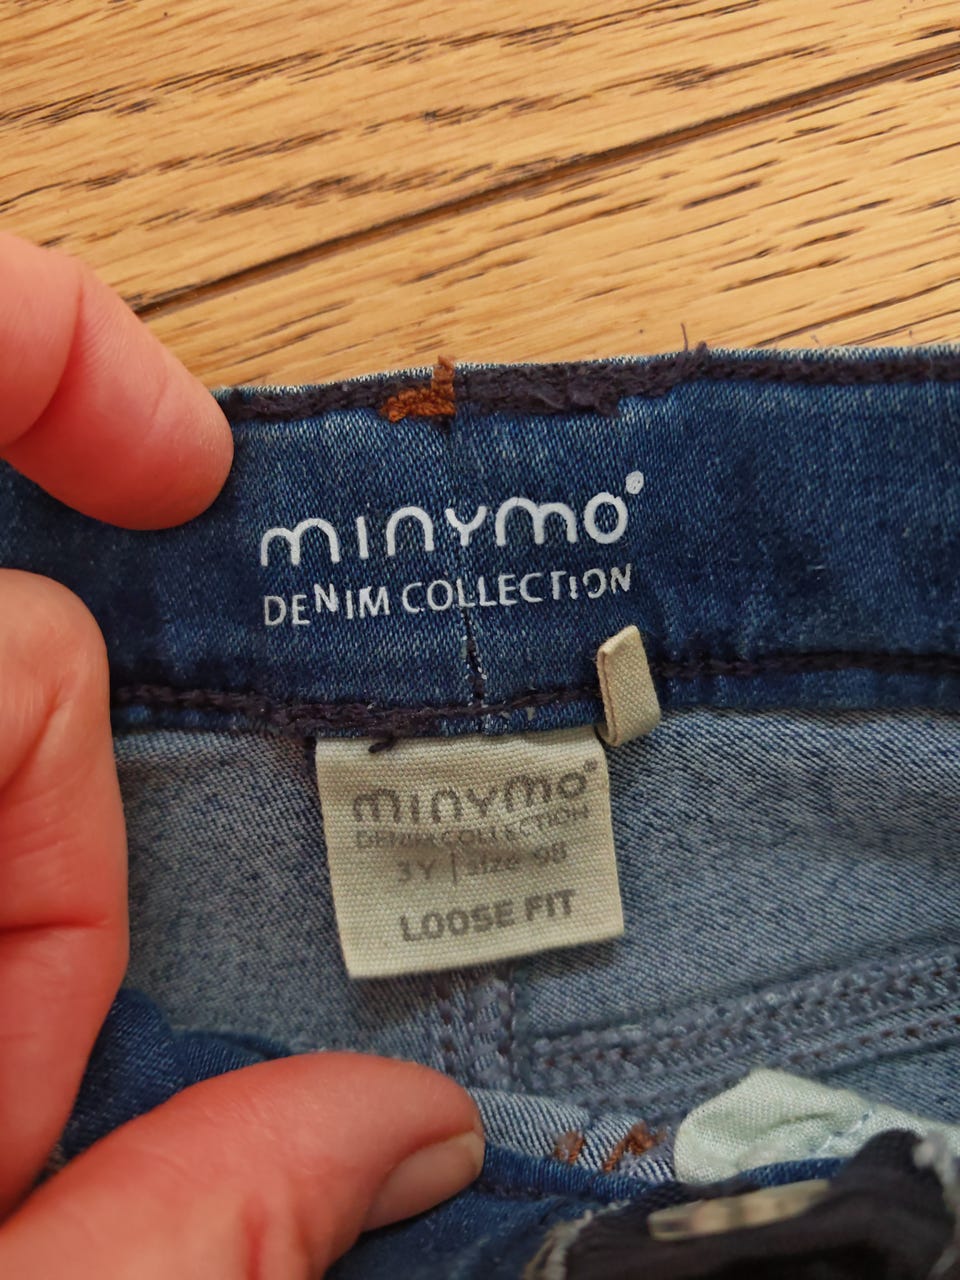 minymo®
DENIM COLLECTION
minymo®
DENIM COLLECTION
3Y | size 98
LOOSE FIT